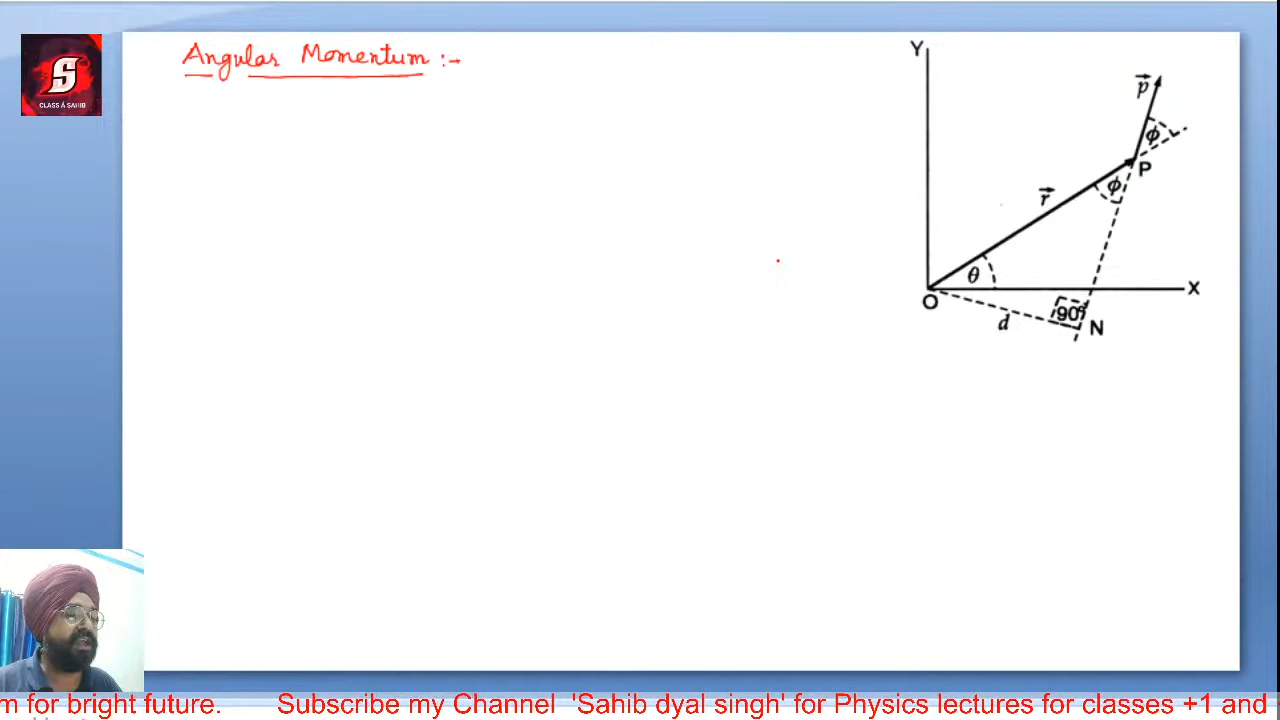 Angular Momentum :-
S
CLASS Á SAHIB
Y
p
ϕ
P
ϕ
r
θ
X
O
90°
d
N
m for bright future. Subscribe my Channel 'Sahib dyal singh' for Physics lectures for classes +1 and